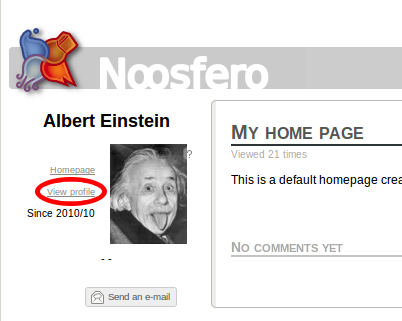 Noosfero
Albert Einstein
?
Homepage
View profile
Since 2010/10
- -
Send an e-mail
My home page
Viewed 21 times
This is a default homepage crea
No comments yet